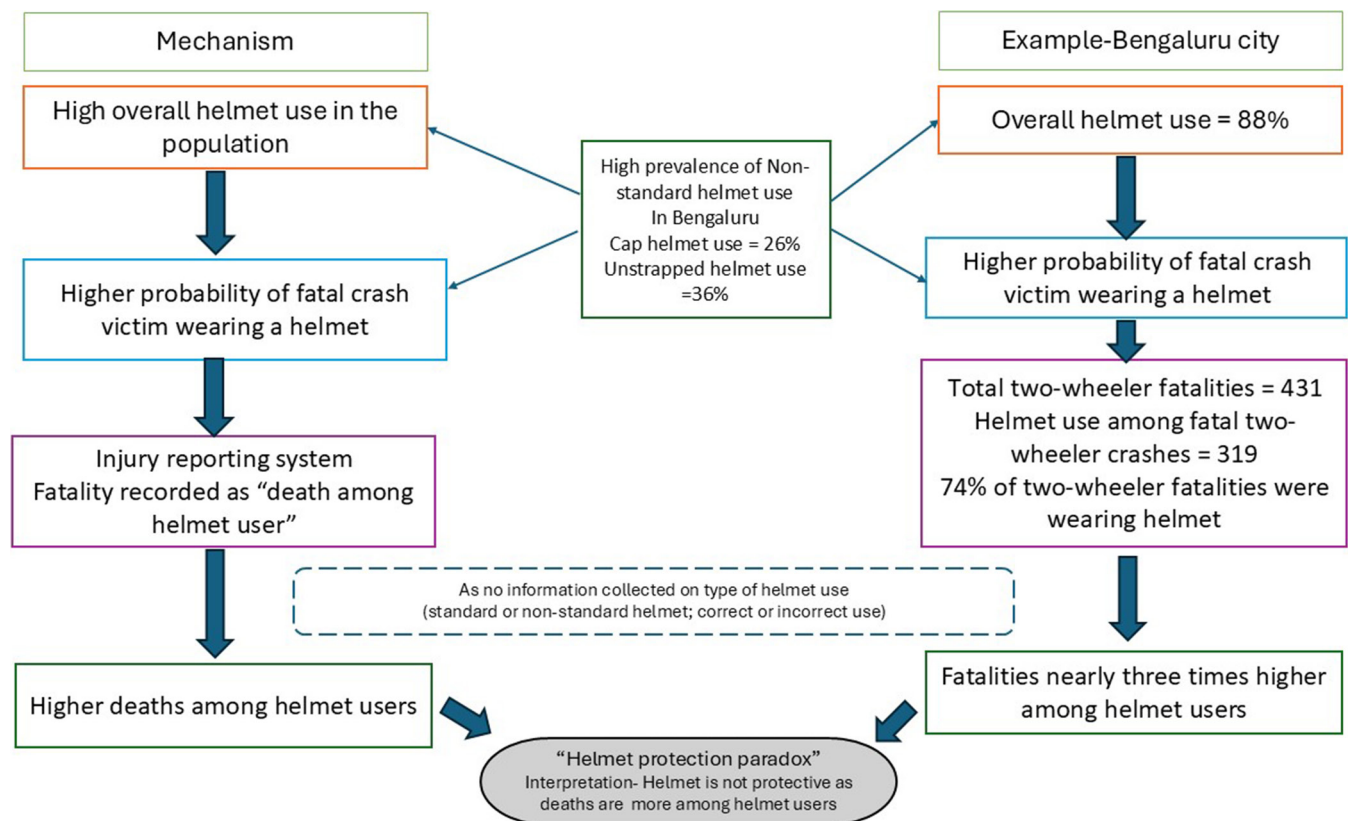 Mechanism
High overall helmet use in the
population
Higher probability of fatal crash
victim wearing a helmet
Injury reporting system
Fatality recorded as “death among
helmet user”
Higher deaths among helmet users
High prevalence of Non-
standard helmet use
In Bengaluru
Cap helmet use = 26%
Unstrapped helmet use
=36%
Example-Bengaluru city
Overall helmet use = 88%
Higher probability of fatal crash
victim wearing a helmet
Total two-wheeler fatalities = 431
Helmet use among fatal two-
wheeler crashes = 319
74% of two-wheeler fatalities were
wearing helmet
As no information collected on type of helmet use
(standard or non-standard helmet; correct or incorrect use)
Fatalities nearly three times higher
among helmet users
“Helmet protection paradox”
Interpretation- Helmet is not protective as
deaths are more among helmet users